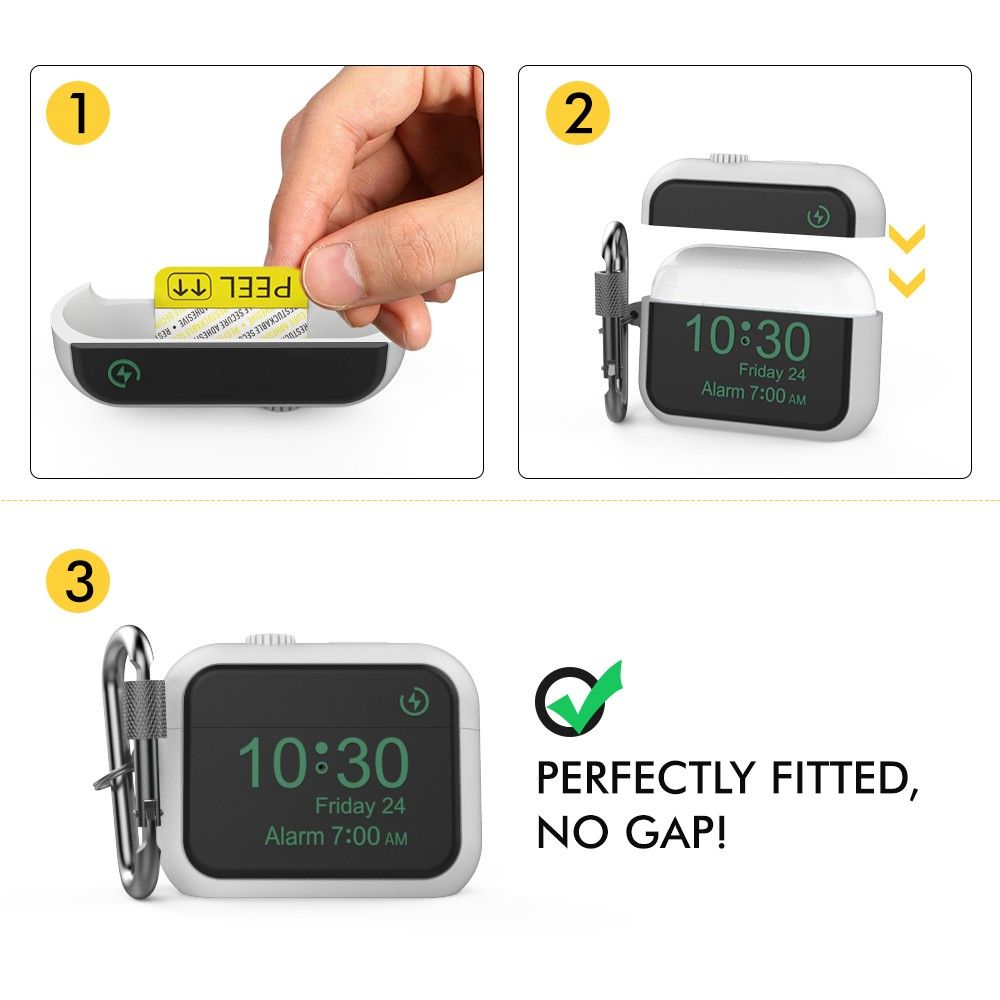 1
PEEL
2
10:30
Friday 24
Alarm 7:00 AM
3
10:30
Friday 24
Alarm 7:00 AM
PERFECTLY FITTED,
NO GAP!